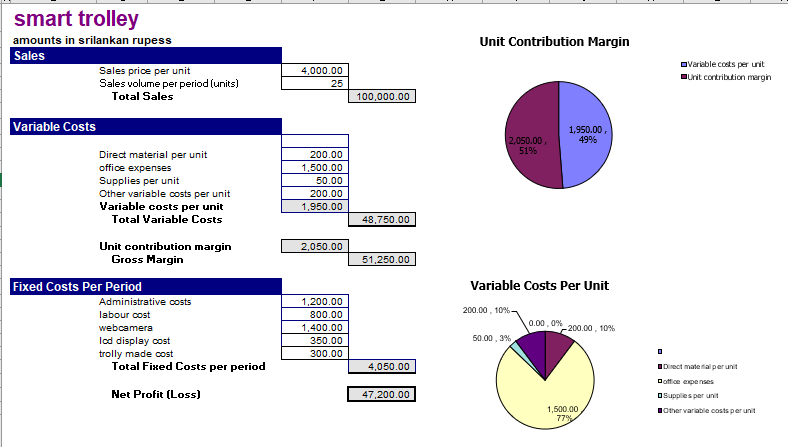 smart trolley
amounts in srilankan rupess
Sales
Sales price per unit 4,000.00
Sales volume per period (units) 25
Total Sales 100,000.00
Variable Costs
Direct material per unit 200.00
office expenses 1,500.00
Supplies per unit 50.00
Other variable costs per unit 200.00
Variable costs per unit 1,950.00
Total Variable Costs 48,750.00
Unit contribution margin 2,050.00
Gross Margin 51,250.00
Fixed Costs Per Period
Administrative costs 1,200.00
labour cost 800.00
webcamera 1,400.00
lcd display cost 350.00
trolly made cost 300.00
Total Fixed Costs per period 4,050.00
Net Profit (Loss) 47,200.00
Unit Contribution Margin
Variable costs per unit
Unit contribution margin
1,950.00 ,
49%
2,050.00 ,
51%
Variable Costs Per Unit
200.00 , 10%
0.00 , 0%
200.00 , 10%
50.00 , 3%
1,500.00
77%
Direct material per unit
office expenses
Supplies per unit
Other variable costs per unit